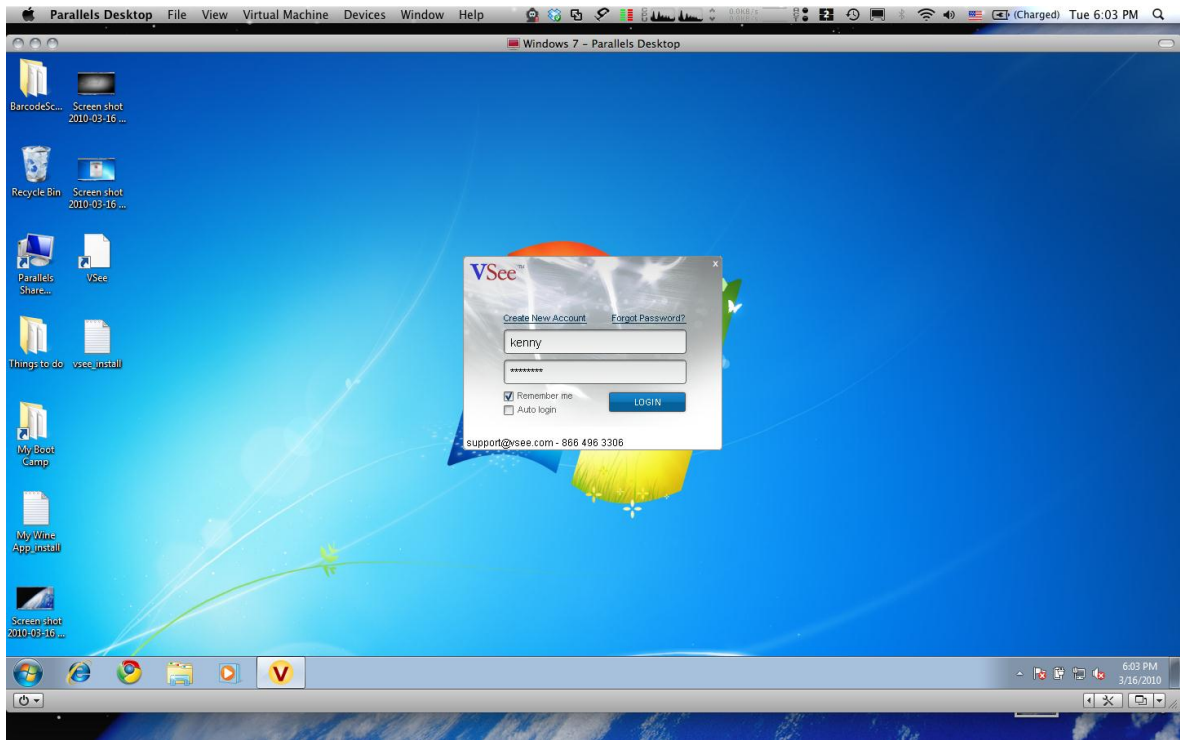 Parallels Desktop File View Virtual Machine Devices Window Help (Charged) Tue 6:03 PM
Windows 7 – Parallels Desktop
BarcodeSc...
Screen shot
2010-03-16 ...
Recycle Bin
Screen shot
2010-03-16 ...
Parallels
Share...
VSee
Things to do
vsee_install
My Boot
Camp
My Wine
App_install
Screen shot
2010-03-16 ...
VSee™
x
Create New Account Forgot Password?
kenny
********
Remember me
Auto login
LOGIN
support@vsee.com - 866 496 3306
V
6:03 PM
3/16/2010